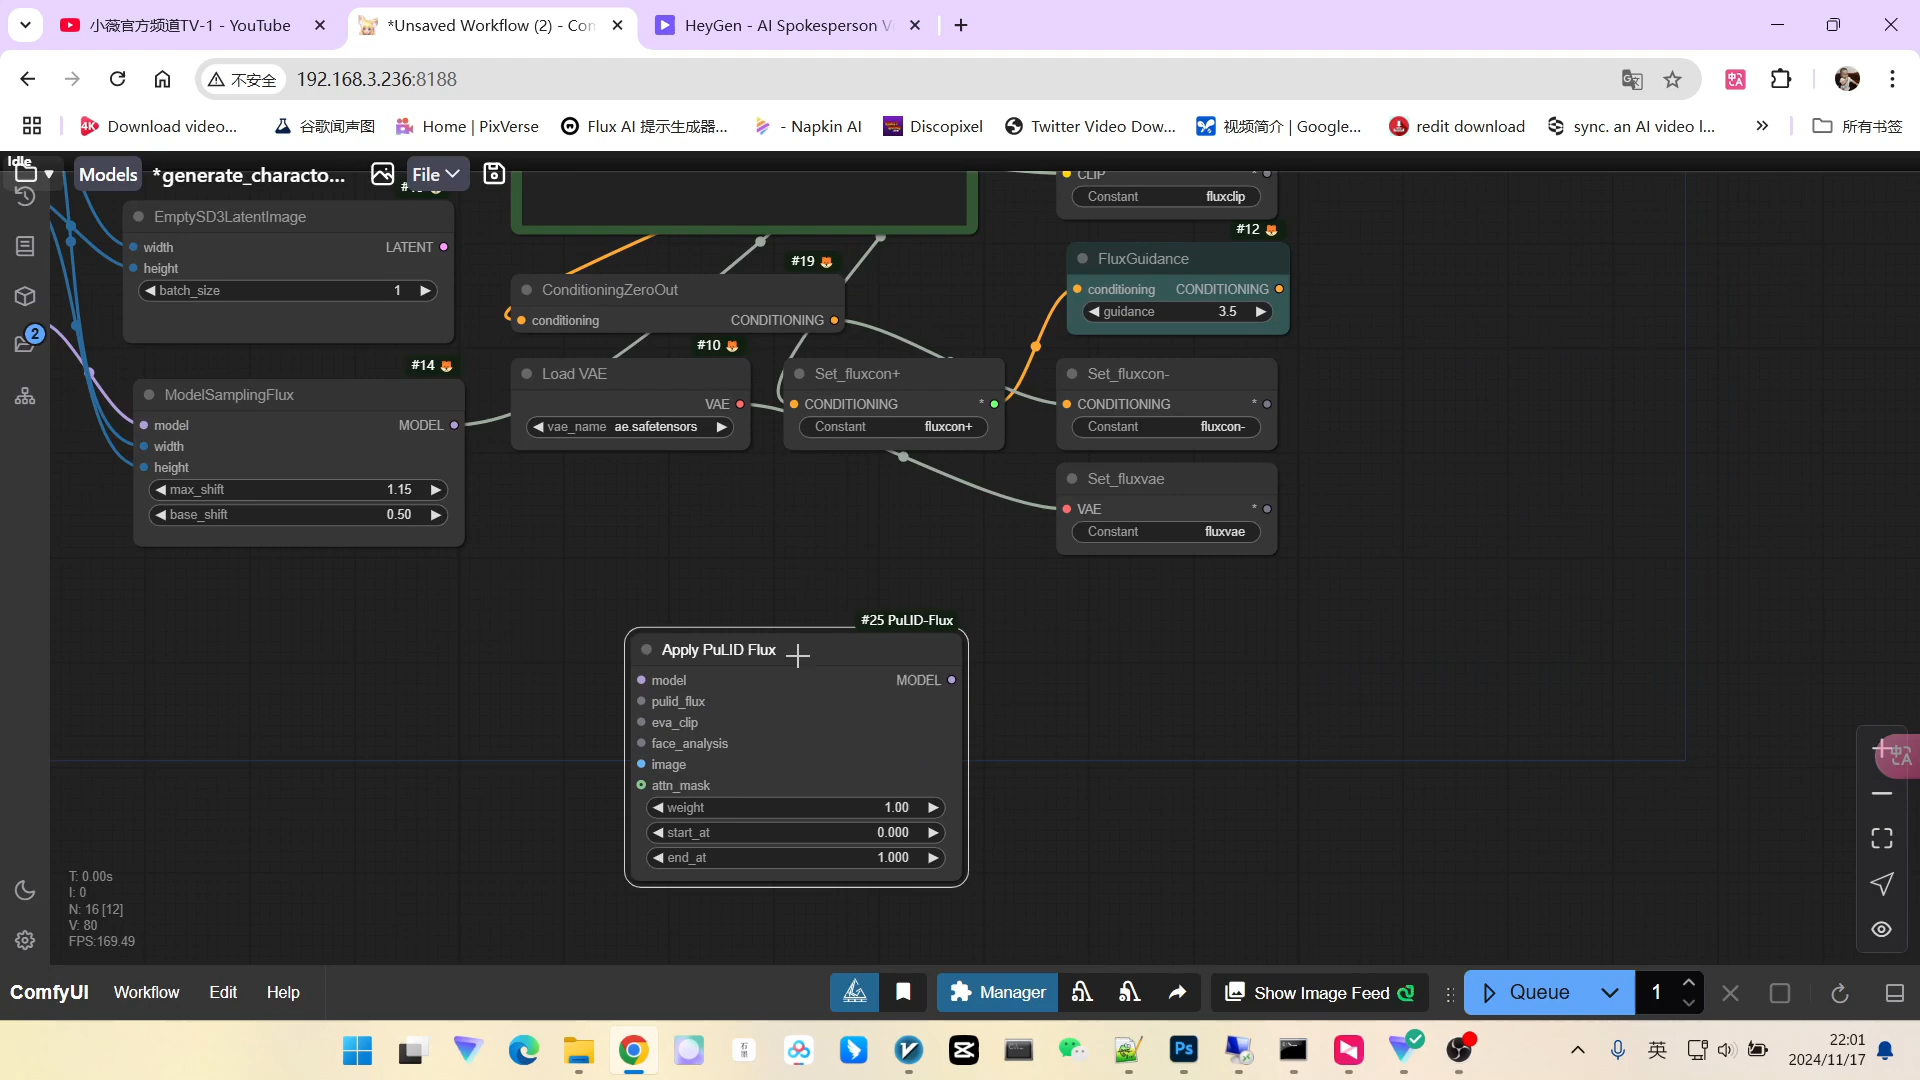 小薇官方频道TV-1 - YouTube
*Unsaved Workflow (2) - Con
HeyGen - AI Spokesperson V
不安全
192.168.3.236:8188
Download video...
谷歌闻声图
Home | PixVerse
Flux AI 提示生成器...
- Napkin AI
Discopixel
Twitter Video Dow...
视频简介 | Google...
redit download
sync. an AI video l...
所有书签
Idle
Models
*generate_characto...
File
EmptySD3LatentImage
width
LATENT
height
batch_size
1
#14
ModelSamplingFlux
model
MODEL
width
height
max_shift
1.15
base_shift
0.50
#19
ConditioningZeroOut
conditioning
CONDITIONING
#10
Load VAE
VAE
vae_name
ae.safetensors
Set_fluxcon+
CONDITIONING
*
Constant
fluxcon+
CLIP
*
Constant
fluxclip
#12
FluxGuidance
conditioning
CONDITIONING
guidance
3.5
Set_fluxcon-
CONDITIONING
*
Constant
fluxcon-
Set_fluxvae
VAE
*
Constant
fluxvae
#25 PuLID-Flux
Apply PuLID Flux
model
MODEL
pulid_flux
eva_clip
face_analysis
image
attn_mask
weight
1.00
start_at
0.000
end_at
1.000
2
中A
T: 0.00s
I: 0
N: 16 [12]
V: 80
FPS:169.49
ComfyUI
Workflow
Edit
Help
Manager
Show Image Feed
Queue
1
Ps
英
22:01
2024/11/17